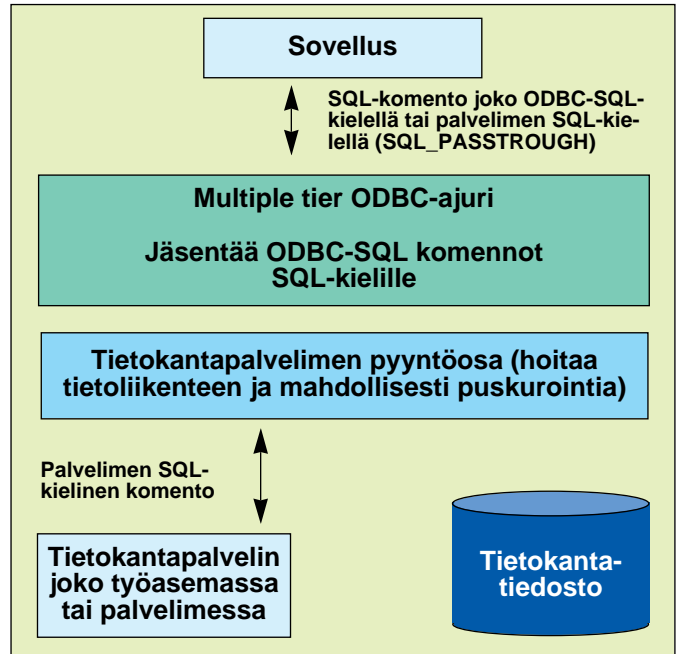 Sovellus
SQL-komento joko ODBC-SQL-
kielellä tai palvelimen SQL-kie-
lellä (SQL_PASSTROUGH)
Multiple tier ODBC-ajuri
Jäsentää ODBC-SQL komennot
SQL-kielille
Tietokantapalvelimen pyyntöosa (hoitaa
tietoliikenteen ja mahdollisesti puskurointia)
Palvelimen SQL-
kielinen komento
Tietokantapalvelin
joko työasemassa
tai palvelimessa
Tietokanta-
tiedosto